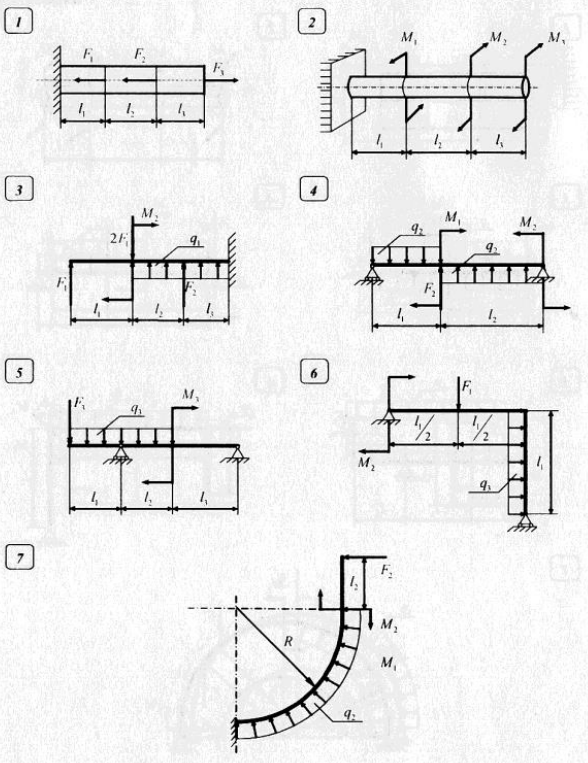 1
F₁ F₂ F₃
l₁ l₂ l₃
2
M₁ M₂ M₃
l₁ l₂ l₃
3
M₂
2F₁ q₁
F₁ F₂
l₁ l₂ l₃
4
q₂ M₁ M₂
q₂
F₂
l₁ l₂
5
F₃ q₃ M₃
l₁ l₂ l₃
6
F₁
l₁/2 l₁/2
M₂ q₃ l₁
7
l₂ F₂
R M₂
M₁
q₂